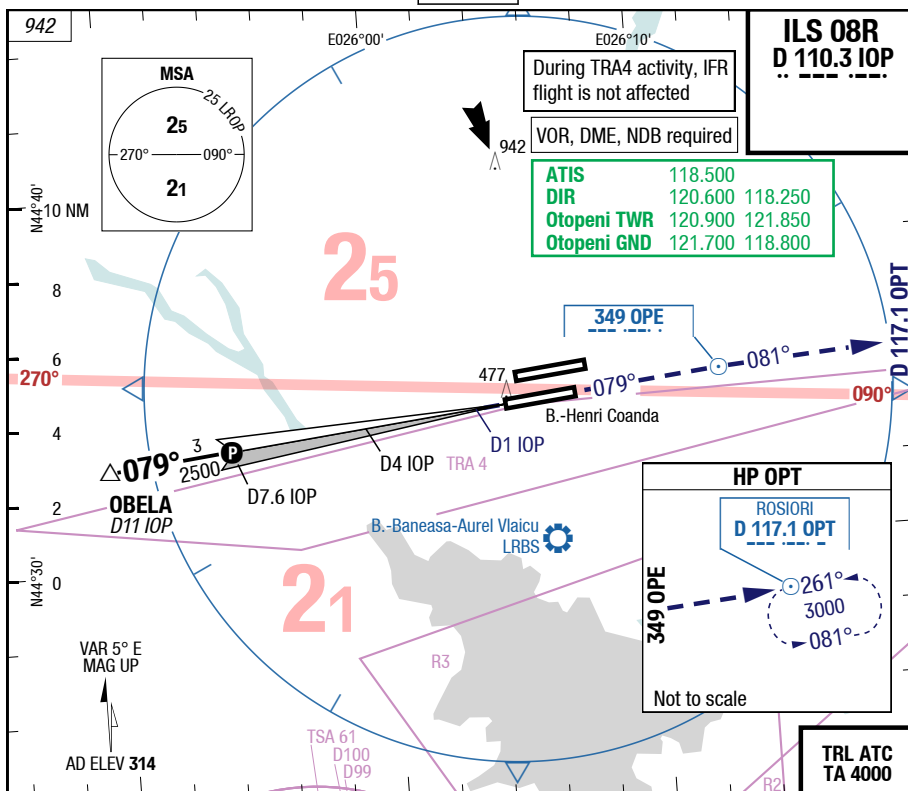 942
E026°00'
E026°10'
ILS 08R
D 110.3 IOP
MSA
25 LROP
25
270°
090°
21
During TRA4 activity, IFR
flight is not affected
942
VOR, DME, NDB required
ATIS 118.500
DIR 120.600 118.250
Otopeni TWR 120.900 121.850
Otopeni GND 121.700 118.800
N44°40'
10 NM
25
8
D 117.1 OPT
349 OPE
6
081°
270°
477
079°
090°
B.-Henri Coanda
4
D1 IOP
3
079°
P
D4 IOP
TRA 4
2500
D7.6 IOP
OBELA
D11 IOP
2
B.-Baneasa-Aurel Vlaicu
LRBS
HP OPT
ROSIORI
D 117.1 OPT
N44°30'
0
21
349 OPE
261°
3000
081°
VAR 5° E
MAG UP
R3
Not to scale
TSA 61
D100
D99
AD ELEV 314
R2
TRL ATC
TA 4000